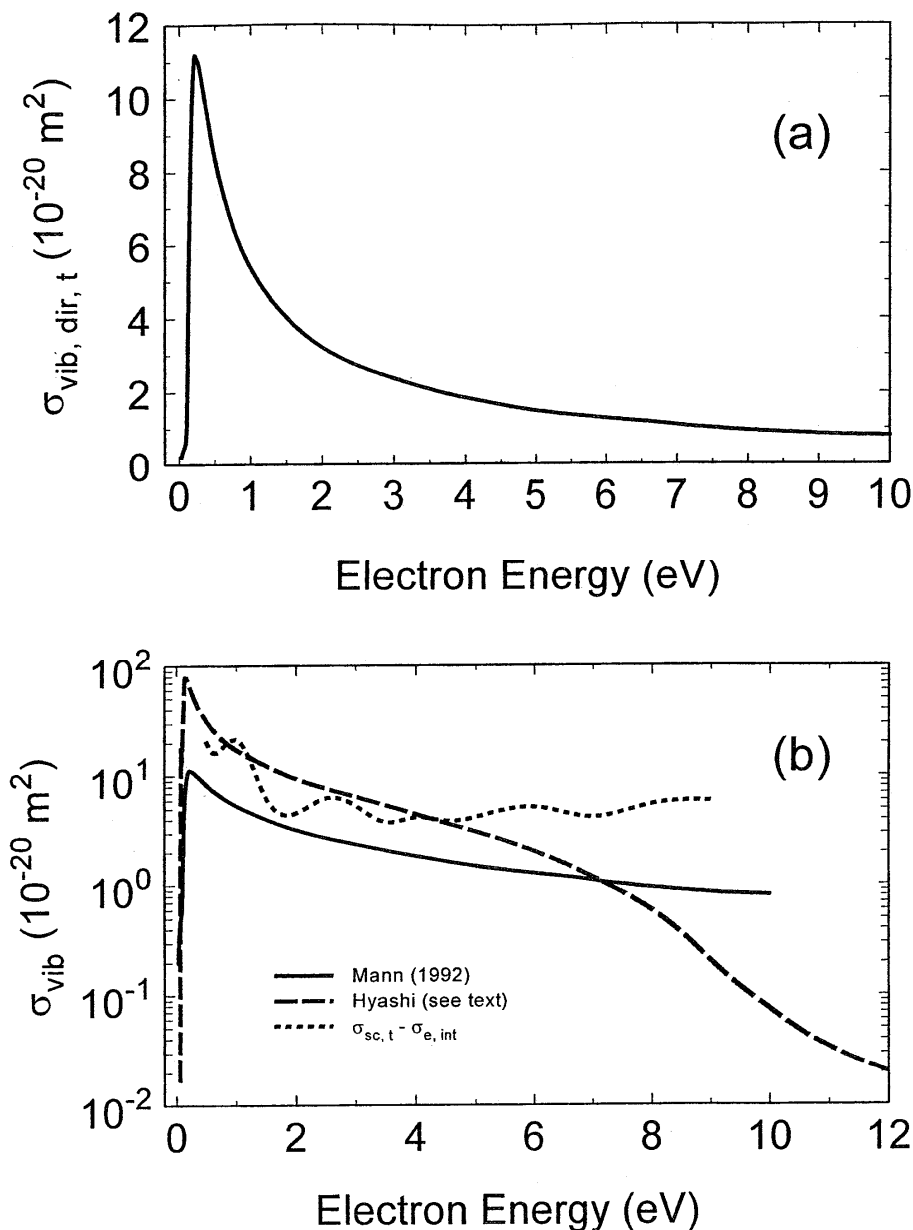 12
10
8
6
4
2
0
σvib, dir, t (10⁻²⁰ m²)
(a)
0 1 2 3 4 5 6 7 8 9 10
Electron Energy (eV)
10²
10¹
10⁰
10⁻¹
10⁻²
σvib (10⁻²⁰ m²)
(b)
Mann (1992)
Hyashi (see text)
σsc, t - σe, int
0 2 4 6 8 10 12
Electron Energy (eV)